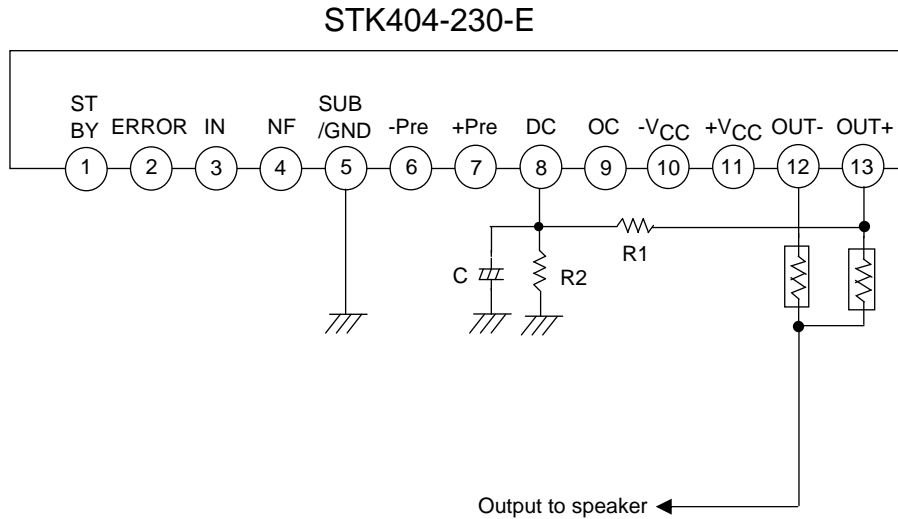 STK404-230-E
ST
BY
ERROR
IN
NF
SUB
/GND
-Pre
+Pre
DC
OC
-VCC
+VCC
OUT-
OUT+
1
2
3
4
5
6
7
8
9
10
11
12
13
R1
C
R2
Output to speaker